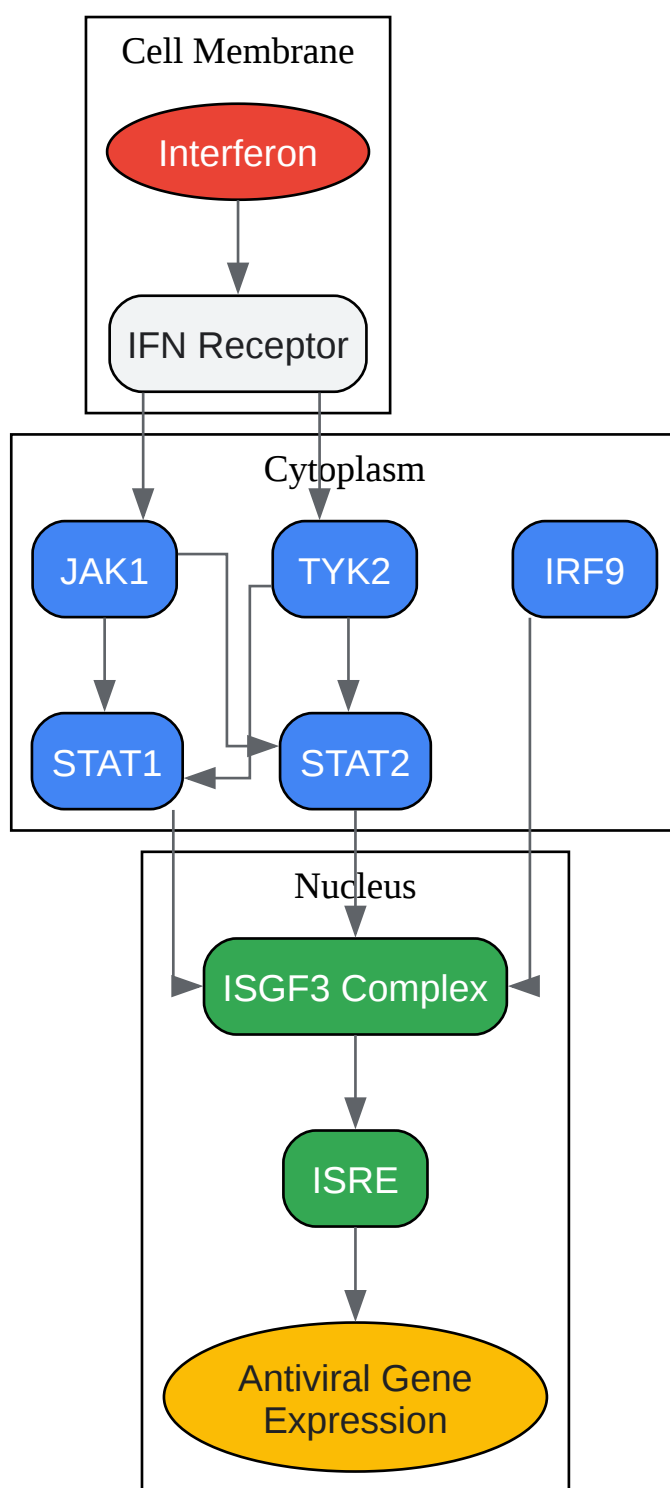 Cell Membrane
Interferon
IFN Receptor
Cytoplasm
JAK1
TYK2
IRF9
STAT1
STAT2
Nucleus
ISGF3 Complex
ISRE
Antiviral Gene
Expression